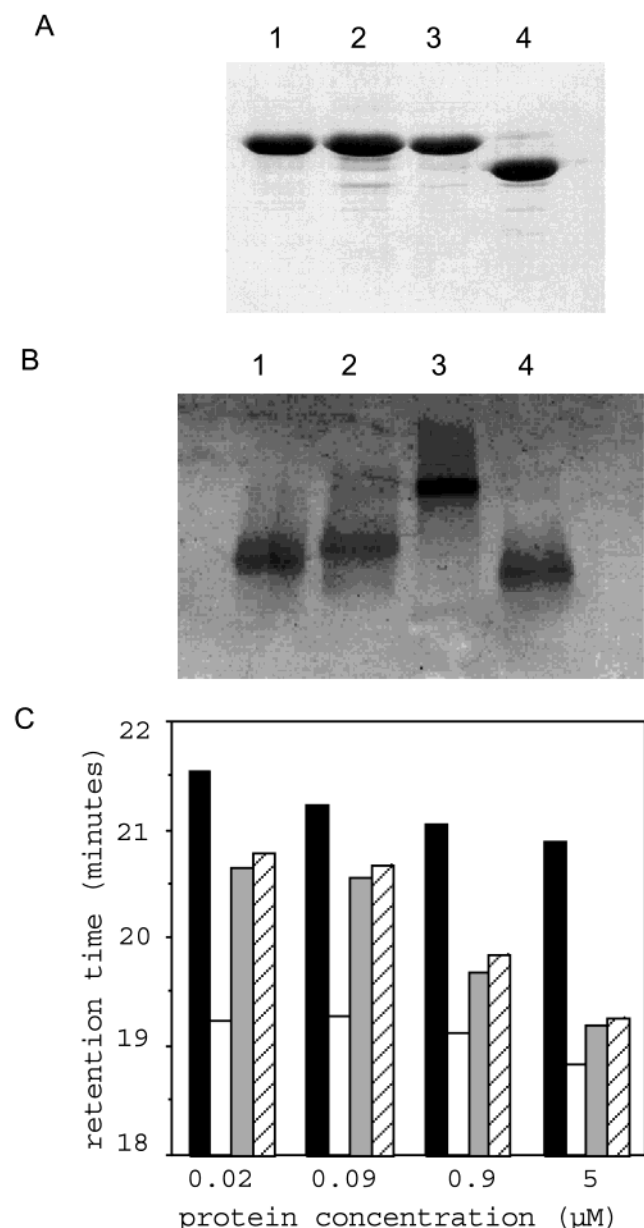 A
1 2 3 4
B
1 2 3 4
C
22
21
20
19
18
retention time (minutes)
0.02 0.09 0.9 5
protein concentration (µM)